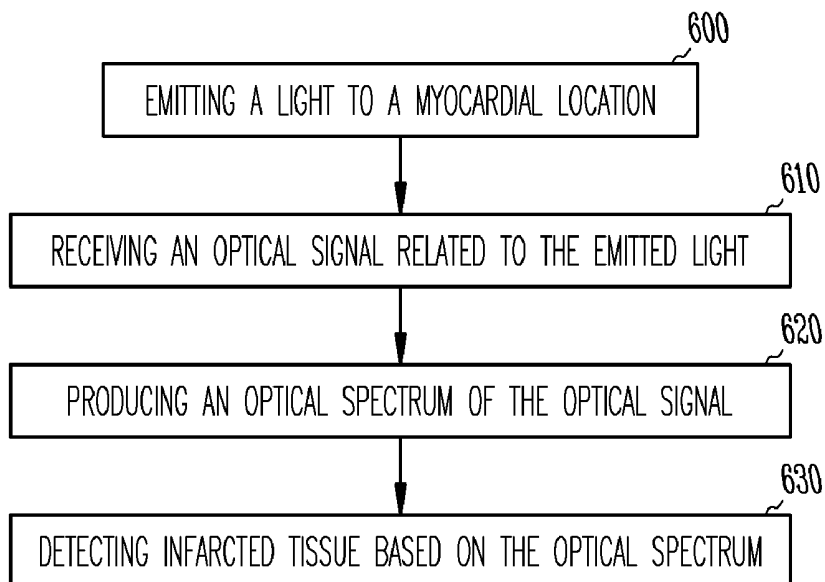 600
EMITTING A LIGHT TO A MYOCARDIAL LOCATION
610
RECEIVING AN OPTICAL SIGNAL RELATED TO THE EMITTED LIGHT
620
PRODUCING AN OPTICAL SPECTRUM OF THE OPTICAL SIGNAL
630
DETECTING INFARCTED TISSUE BASED ON THE OPTICAL SPECTRUM